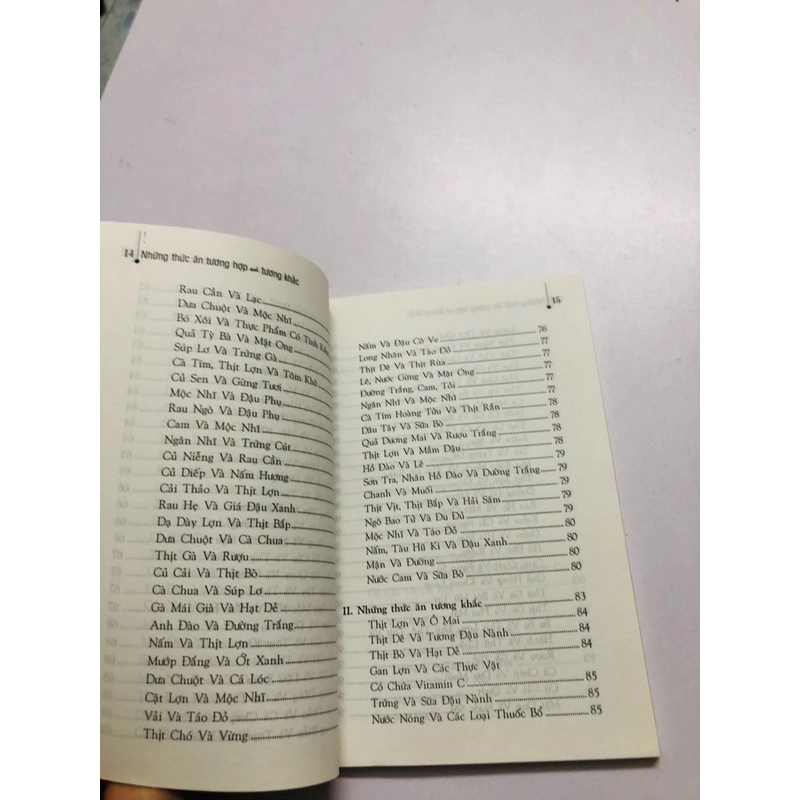 14 Những thức ăn tương hợp và tương khắc
Rau Cần Và Lạc
Dưa Chuột Và Mộc Nhĩ
Bó Xôi Và Thực Phẩm Có Tính Kiềm
Quả Tỳ Bà Và Mật Ong
Súp Lơ Và Trứng Gà
Cà Tím, Thịt Lợn Và Tôm Khô
Củ Sen Và Gừng Tươi
Mộc Nhĩ Và Đậu Phụ
Rau Ngò Và Đậu Phụ
Cam Và Mộc Nhĩ
Ngân Nhĩ Và Trứng Cút
Củ Niễng Và Rau Cần
Củ Diếp Và Nấm Hương
Cải Thảo Và Thịt Lợn
Rau Hẹ Và Giá Đậu Xanh
Dạ Dày Lợn Và Thịt Bắp
Dưa Chuột Và Cà Chua
Thịt Gà Và Rượu
Củ Cải Và Thịt Bò
Cà Chua Và Súp Lơ
Gà Mái Già Và Hạt Dẻ
Anh Đào Và Đường Trắng
Nấm Và Thịt Lợn
Mướp Đắng Và Ớt Xanh
Dưa Chuột Và Cá Lóc
Cật Lợn Và Mộc Nhĩ
Vải Và Táo Đỏ
Thịt Chó Và Vừng
15
Nấm Và Đậu Cô Ve 76
Long Nhãn Và Táo Đỏ 77
Thịt Dê Và Thịt Rùa 77
Lê, Nước Gừng Và Mật Ong 77
Đường Trắng, Cam, Tỏi 77
Ngân Nhĩ Và Mộc Nhĩ 77
Cà Tím Hoàng Tửu Và Thịt Rắn 78
Dâu Tây Và Sữa Bò 78
Quả Dương Mai Và Rượu Trắng 78
Thịt Lợn Và Mầm Đậu 78
Hồ Đào Và Lê 79
Sơn Tra, Nhân Hồ Đào Và Đường Trắng 79
Chanh Và Muối 79
Thịt Vịt, Thịt Bắp Và Hải Sâm 79
Ngô Bao Tử Và Đu Đủ 79
Mộc Nhĩ Và Táo Đỏ 80
Nấm, Tàu Hũ Ki Và Đậu Xanh 80
Mận Và Đường 80
Nước Cam Và Sữa Bò 80
II. Những thức ăn tương khắc 83
Thịt Lợn Và Ô Mai 84
Thịt Dê Và Tương Đậu Nành 84
Thịt Bò Và Hạt Dẻ 84
Gan Lợn Và Các Thực Vật
Có Chứa Vitamin C 85
Trứng Và Sữa Đậu Nành 85
Nước Nóng Và Các Loại Thuốc Bổ 85